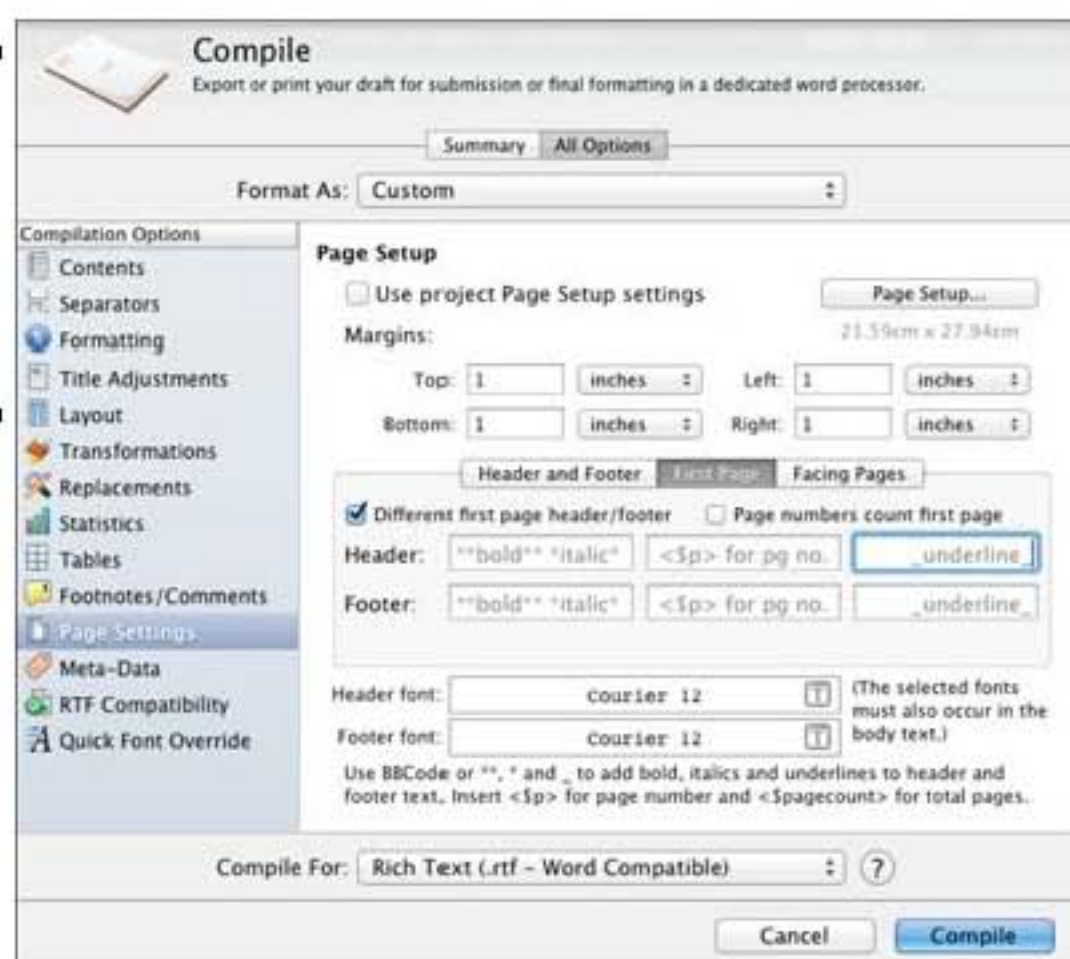 Compile
Export or print your draft for submission or final formatting in a dedicated word processor.
Summary All Options
Format As: Custom
Compilation Options
Contents
Separators
Formatting
Title Adjustments
Layout
Transformations
Replacements
Statistics
Tables
Footnotes/Comments
Page Settings
Meta-Data
RTF Compatibility
Quick Font Override
Page Setup
Use project Page Setup settings Page Setup...
Margins: 21.59cm x 27.94cm
Top: 1 inches Left: 1 inches
Bottom: 1 inches Right: 1 inches
Header and Footer First Page Facing Pages
Different first page header/footer Page numbers count first page
Header: **bold** *italic* <$p> for pg no. _underline_
Footer: **bold** *italic* <$p> for pg no. _underline_
Header font: Courier 12 (The selected fonts
must also occur in the
Footer font: Courier 12 body text.)
Use BBCode or **, * and _ to add bold, italics and underlines to header and
footer text. Insert <$p> for page number and <$pagecount> for total pages.
Compile For: Rich Text (.rtf - Word Compatible) ?
Cancel Compile